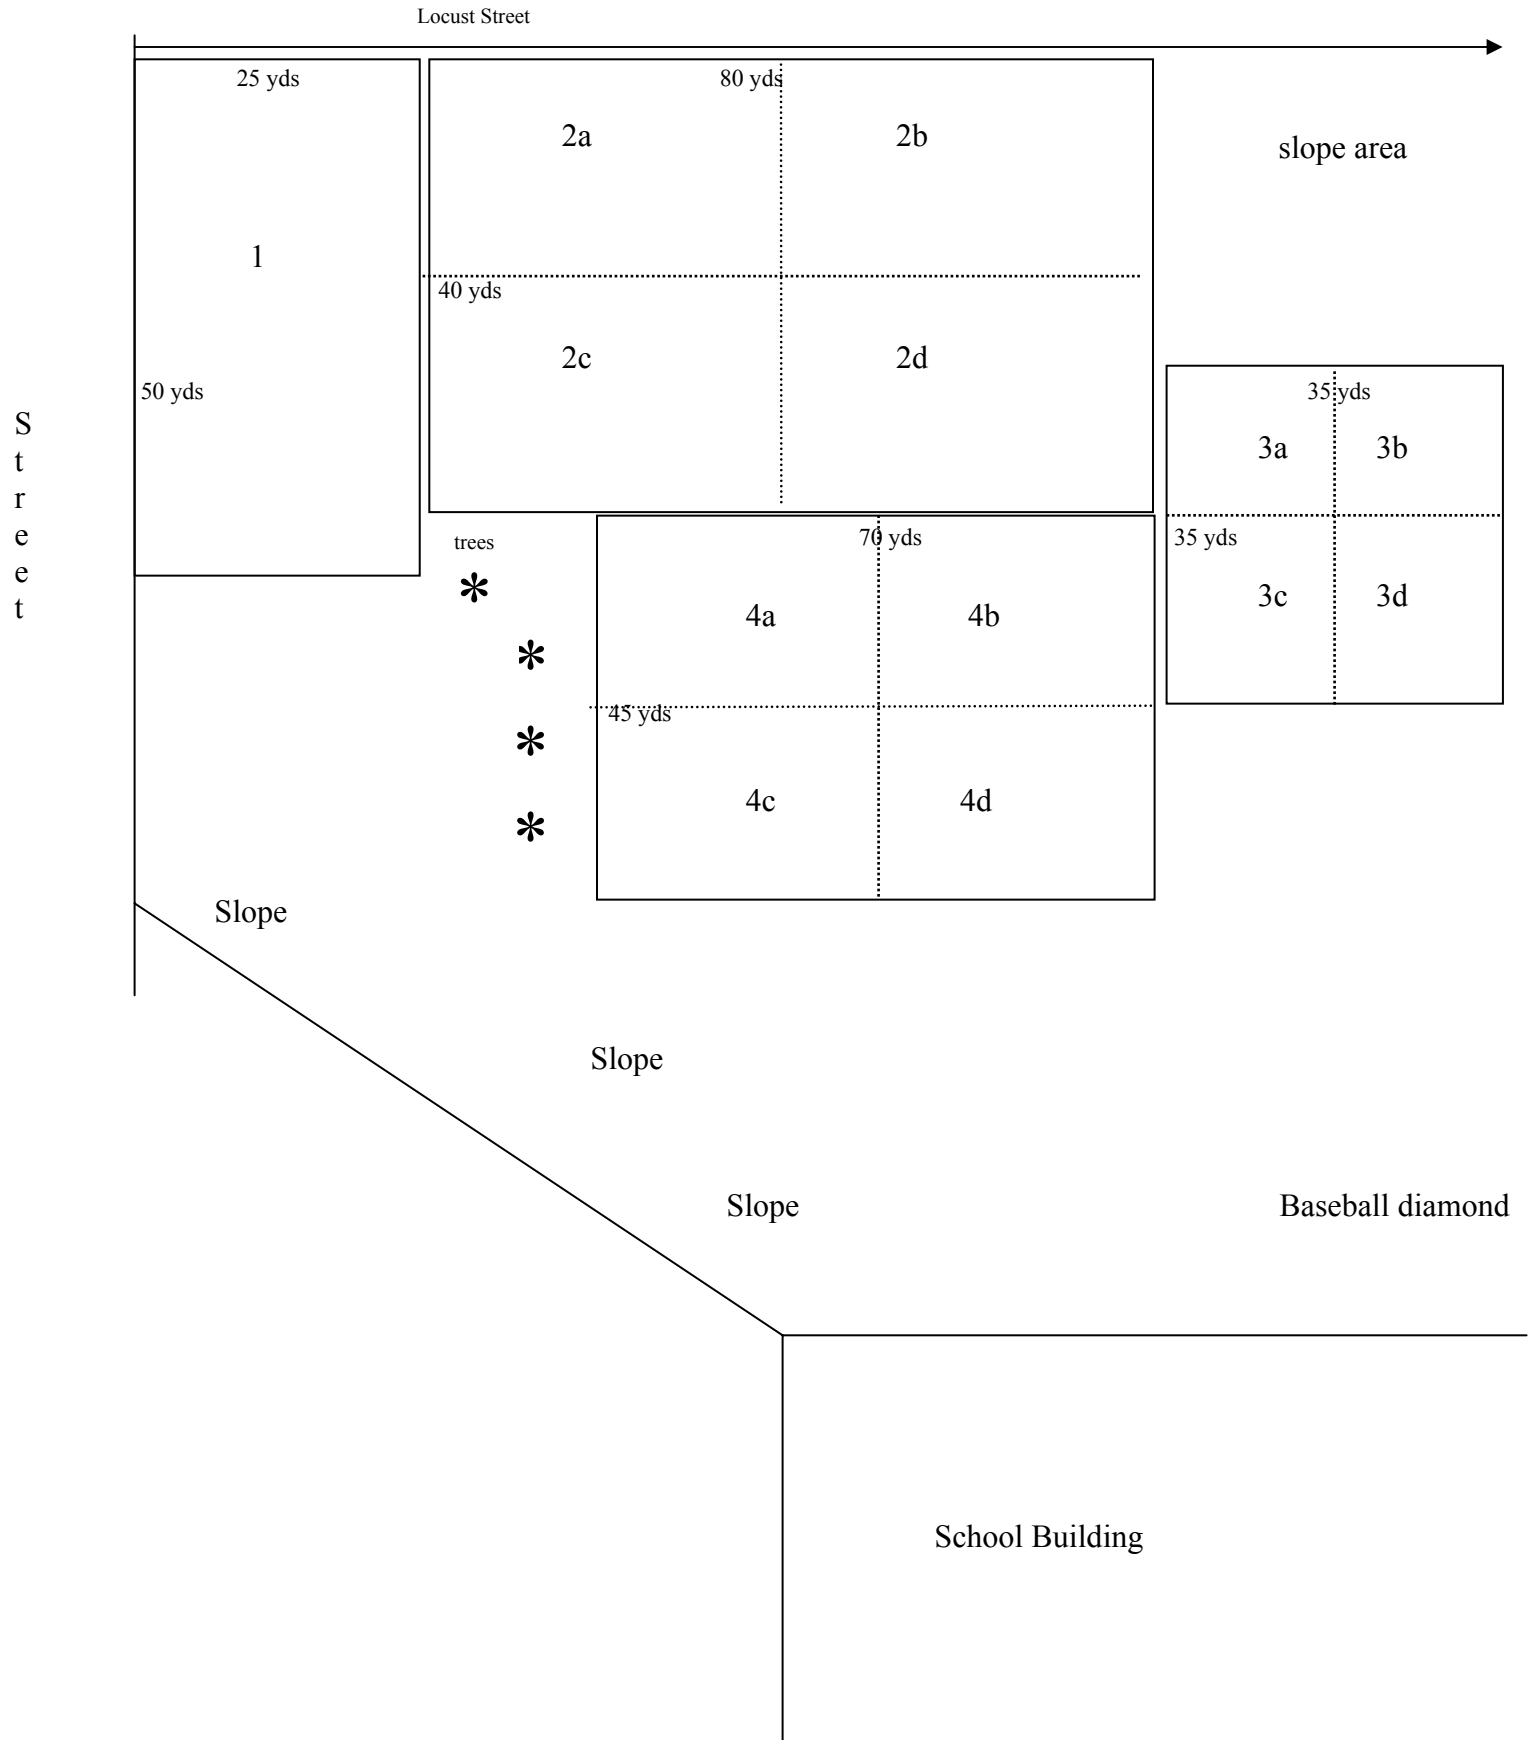 Locust Street
25 yds
80 yds
2a
2b
slope area
1
40 yds
2c
2d
50 yds
35 yds
Street
3a
3b
trees
70 yds
35 yds
3c
3d
4a
4b
45 yds
4c
4d
Slope
Slope
Slope
Baseball diamond
School Building